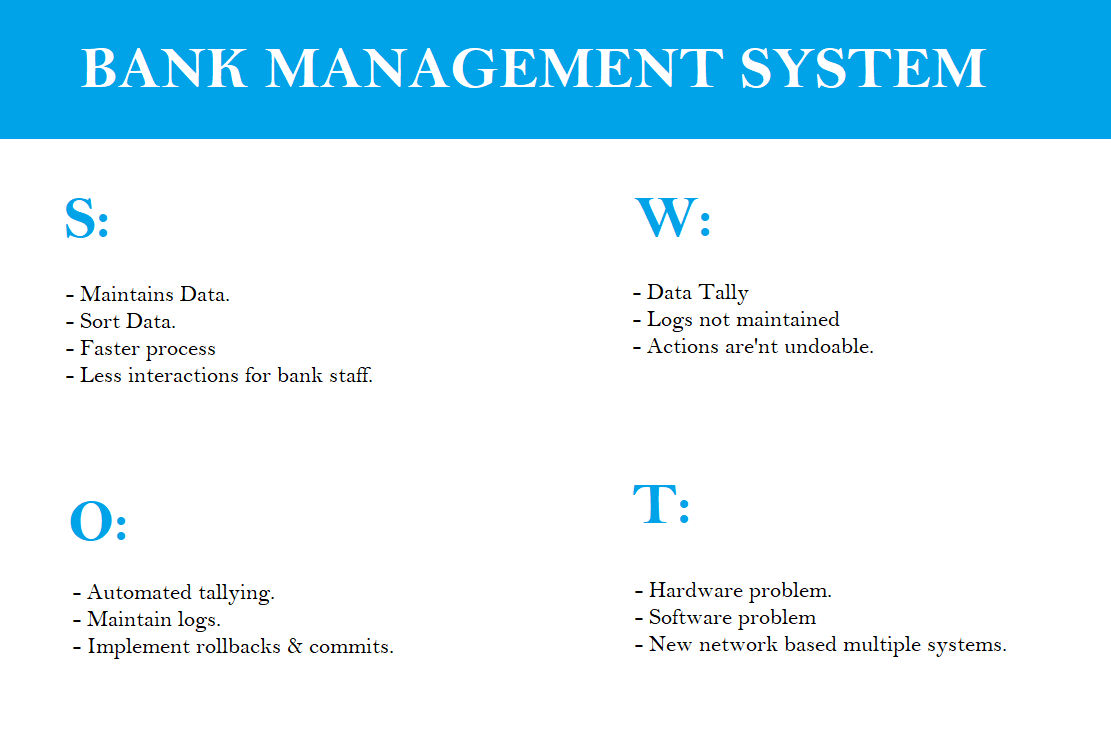 BANK MANAGEMENT SYSTEM
S:
- Maintains Data.
- Sort Data.
- Faster process
- Less interactions for bank staff.
W:
- Data Tally
- Logs not maintained
- Actions are'nt undoable.
O:
- Automated tallying.
- Maintain logs.
- Implement rollbacks & commits.
T:
- Hardware problem.
- Software problem
- New network based multiple systems.